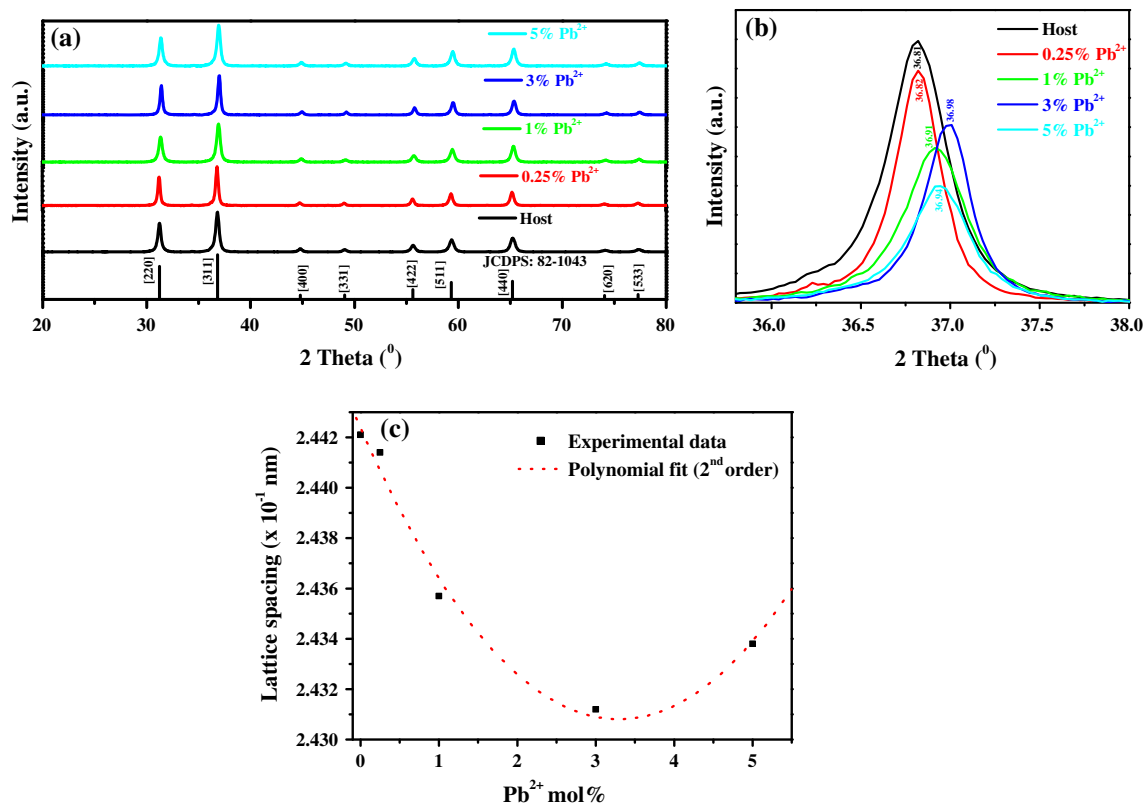 (a)
5% Pb²⁺
3% Pb²⁺
1% Pb²⁺
0.25% Pb²⁺
Host
JCDPS: 82-1043
[220]
[311]
[400]
[331]
[422]
[511]
[440]
[620]
[533]
20 30 40 50 60 70 80
2 Theta (⁰)
Intensity (a.u.)
(b)
Host
0.25% Pb²⁺
1% Pb²⁺
3% Pb²⁺
5% Pb²⁺
36.81
36.82
36.91
36.98
36.94
36.0 36.5 37.0 37.5 38.0
2 Theta (⁰)
Intensity (a.u.)
(c)
Experimental data
Polynomial fit (2ⁿᵈ order)
2.442
2.440
2.438
2.436
2.434
2.431
2.430
0 1 2 3 4 5
Pb²⁺ mol%
Lattice spacing (x 10⁻¹ nm)